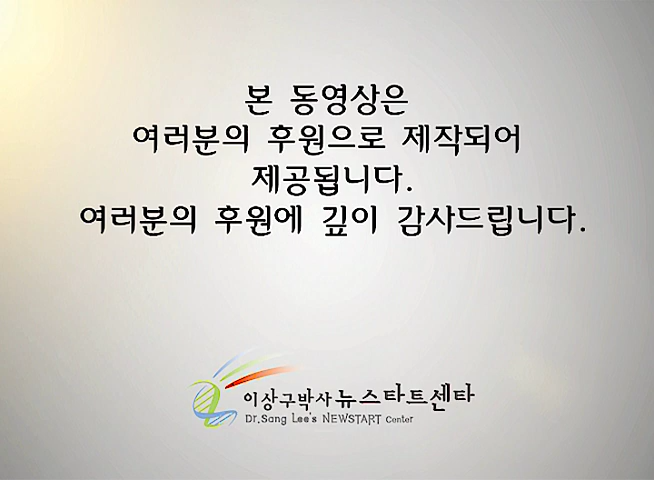 본 동영상은
여러분의 후원으로 제작되어
제공됩니다.
여러분의 후원에 깊이 감사드립니다.
이상구박사 뉴스타트센타
Dr.Sang Lee's NEWSTART Center